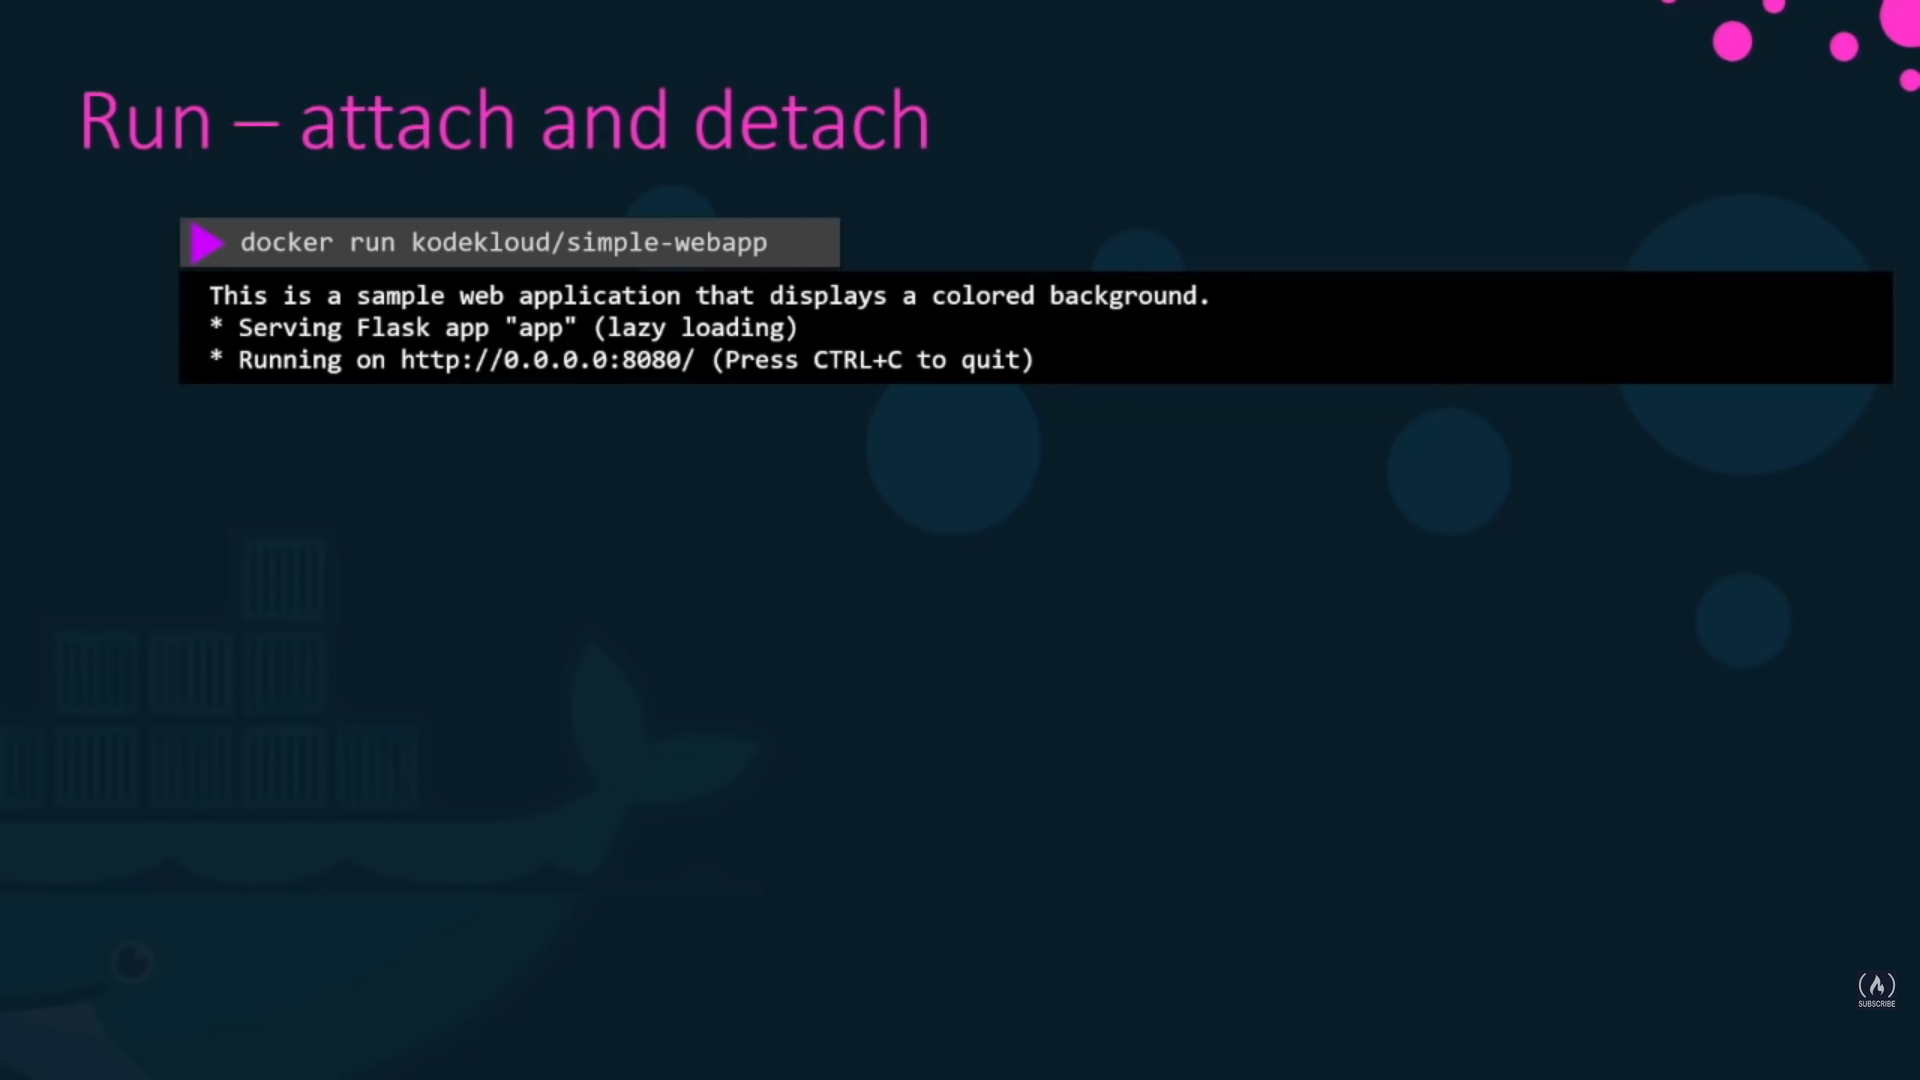 Run – attach and detach
docker run kodekloud/simple-webapp
This is a sample web application that displays a colored background.
* Serving Flask app "app" (lazy loading)
* Running on http://0.0.0.0:8080/ (Press CTRL+C to quit)
SUBSCRIBE